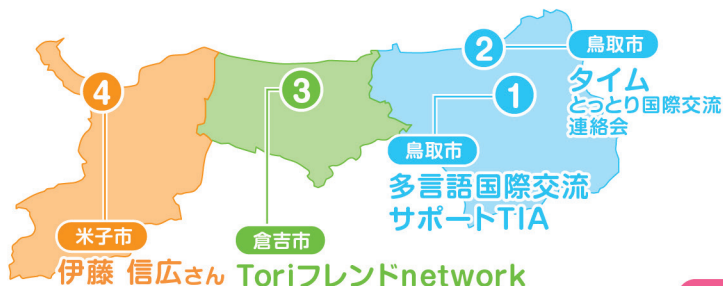 1
鳥取市
多言語国際交流
サポートTIA
2
鳥取市
タイム
とっとり国際交流
連絡会
3
倉吉市
Toriフレンドnetwork
4
米子市
伊藤 信広さん